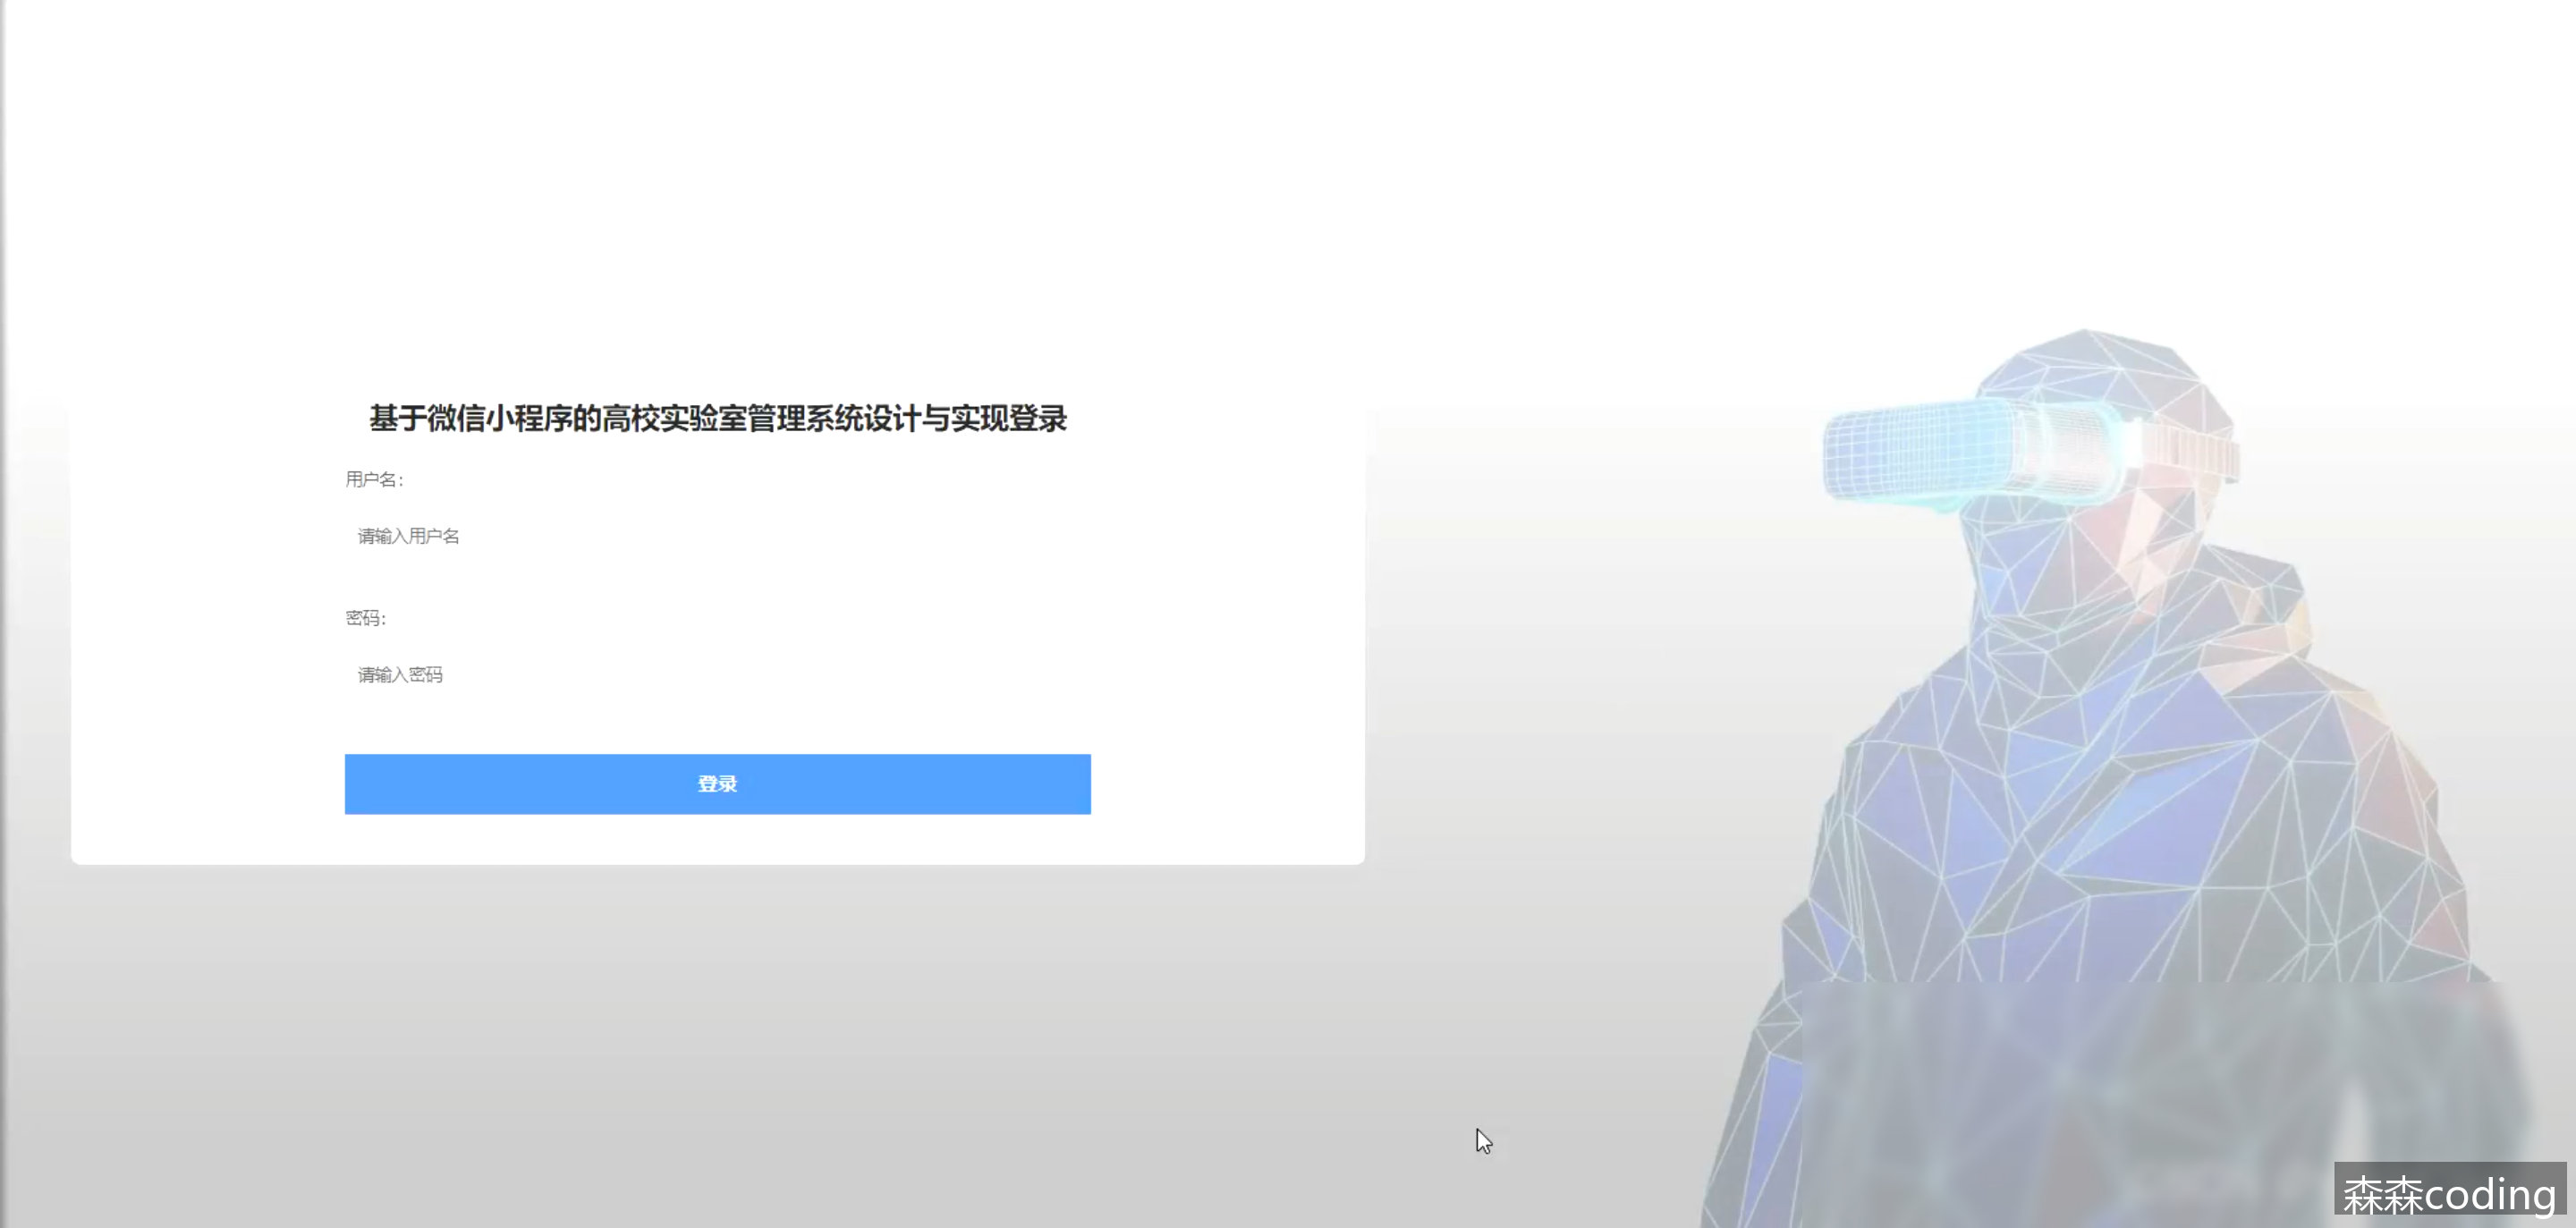 基于微信小程序的高校实验室管理系统设计与实现登录
用户名：
请输入用户名
密码：
请输入密码
登录
森森coding